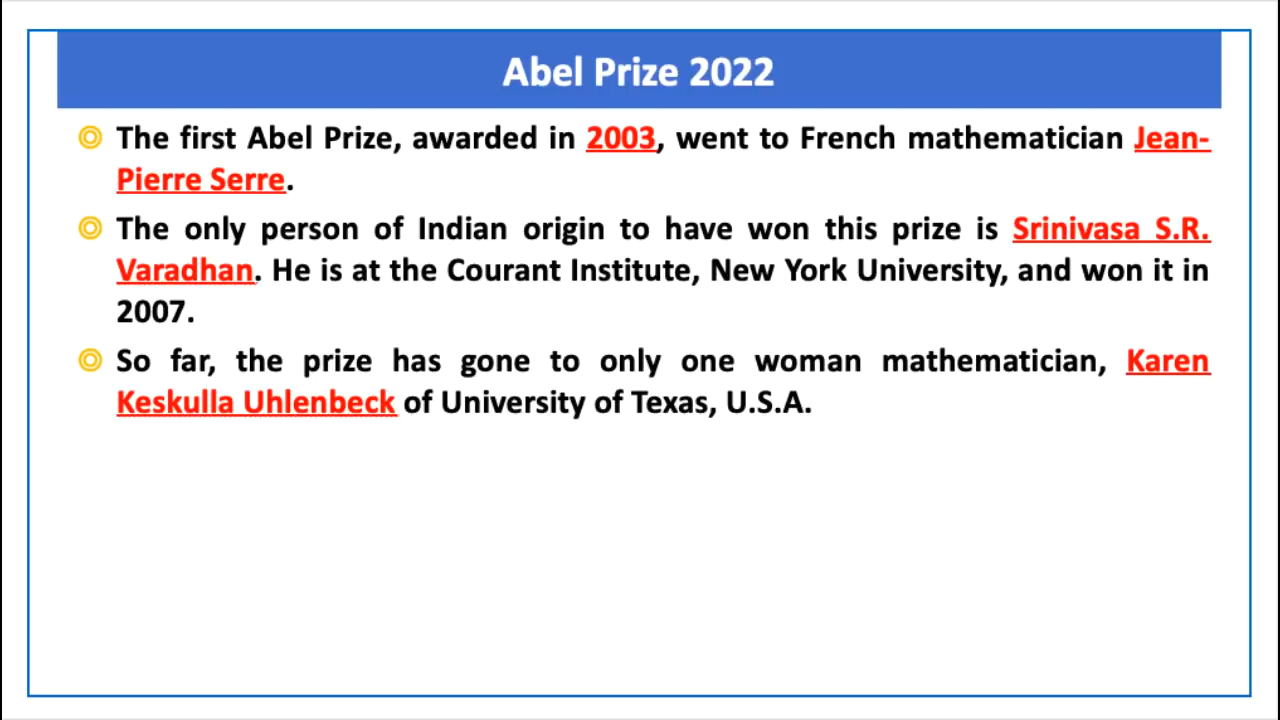 Abel Prize 2022
The first Abel Prize, awarded in 2003, went to French mathematician Jean-
Pierre Serre.
The only person of Indian origin to have won this prize is Srinivasa S.R.
Varadhan. He is at the Courant Institute, New York University, and won it in
2007.
So far, the prize has gone to only one woman mathematician, Karen
Keskulla Uhlenbeck of University of Texas, U.S.A.